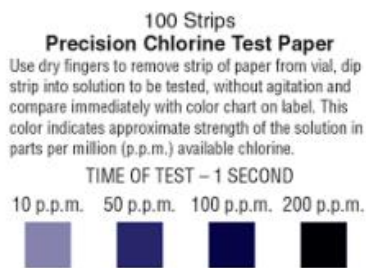 100 Strips
Precision Chlorine Test Paper
Use dry fingers to remove strip of paper from vial, dip
strip into solution to be tested, without agitation and
compare immediately with color chart on label. This
color indicates approximate strength of the solution in
parts per million (p.p.m.) available chlorine.
TIME OF TEST – 1 SECOND
10 p.p.m. 50 p.p.m. 100 p.p.m. 200 p.p.m.